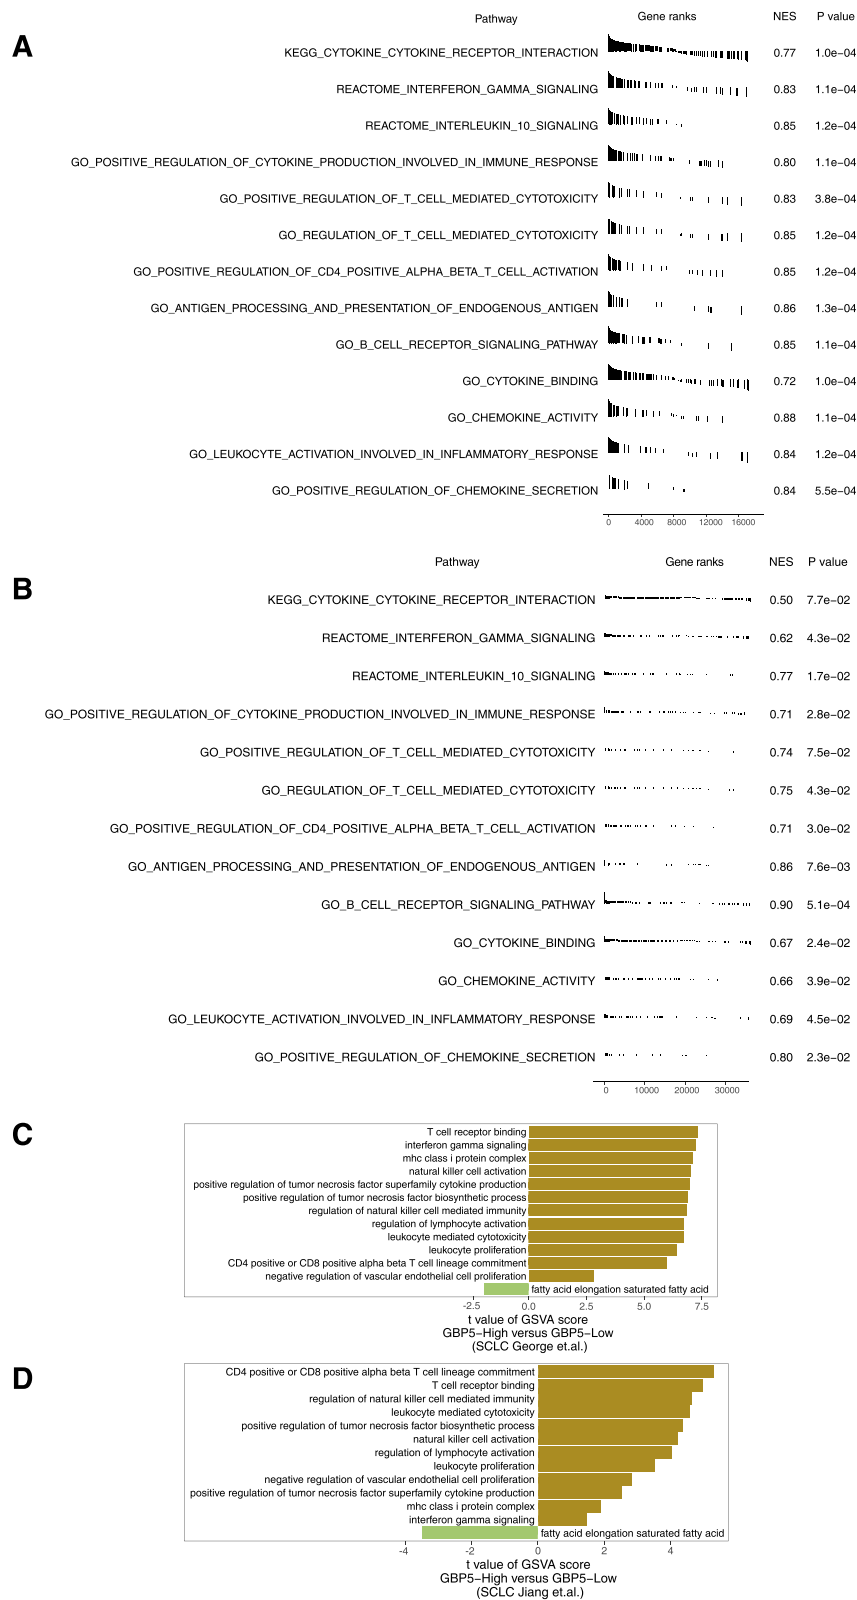 A
Pathway Gene ranks NES P value
KEGG_CYTOKINE_CYTOKINE_RECEPTOR_INTERACTION 0.77 1.0e−04
REACTOME_INTERFERON_GAMMA_SIGNALING 0.83 1.1e−04
REACTOME_INTERLEUKIN_10_SIGNALING 0.85 1.2e−04
GO_POSITIVE_REGULATION_OF_CYTOKINE_PRODUCTION_INVOLVED_IN_IMMUNE_RESPONSE 0.80 1.1e−04
GO_POSITIVE_REGULATION_OF_T_CELL_MEDIATED_CYTOTOXICITY 0.83 3.8e−04
GO_REGULATION_OF_T_CELL_MEDIATED_CYTOTOXICITY 0.85 1.2e−04
GO_POSITIVE_REGULATION_OF_CD4_POSITIVE_ALPHA_BETA_T_CELL_ACTIVATION 0.85 1.2e−04
GO_ANTIGEN_PROCESSING_AND_PRESENTATION_OF_ENDOGENOUS_ANTIGEN 0.86 1.3e−04
GO_B_CELL_RECEPTOR_SIGNALING_PATHWAY 0.85 1.1e−04
GO_CYTOKINE_BINDING 0.72 1.0e−04
GO_CHEMOKINE_ACTIVITY 0.88 1.1e−04
GO_LEUKOCYTE_ACTIVATION_INVOLVED_IN_INFLAMMATORY_RESPONSE 0.84 1.2e−04
GO_POSITIVE_REGULATION_OF_CHEMOKINE_SECRETION 0.84 5.5e−04
0 4000 8000 12000 16000
B
Pathway Gene ranks NES P value
KEGG_CYTOKINE_CYTOKINE_RECEPTOR_INTERACTION 0.50 7.7e−02
REACTOME_INTERFERON_GAMMA_SIGNALING 0.62 4.3e−02
REACTOME_INTERLEUKIN_10_SIGNALING 0.77 1.7e−02
GO_POSITIVE_REGULATION_OF_CYTOKINE_PRODUCTION_INVOLVED_IN_IMMUNE_RESPONSE 0.71 2.8e−02
GO_POSITIVE_REGULATION_OF_T_CELL_MEDIATED_CYTOTOXICITY 0.74 7.5e−02
GO_REGULATION_OF_T_CELL_MEDIATED_CYTOTOXICITY 0.75 4.3e−02
GO_POSITIVE_REGULATION_OF_CD4_POSITIVE_ALPHA_BETA_T_CELL_ACTIVATION 0.71 3.0e−02
GO_ANTIGEN_PROCESSING_AND_PRESENTATION_OF_ENDOGENOUS_ANTIGEN 0.86 7.6e−03
GO_B_CELL_RECEPTOR_SIGNALING_PATHWAY 0.90 5.1e−04
GO_CYTOKINE_BINDING 0.67 2.4e−02
GO_CHEMOKINE_ACTIVITY 0.66 3.9e−02
GO_LEUKOCYTE_ACTIVATION_INVOLVED_IN_INFLAMMATORY_RESPONSE 0.69 4.5e−02
GO_POSITIVE_REGULATION_OF_CHEMOKINE_SECRETION 0.80 2.3e−02
0 10000 20000 30000
C
T cell receptor binding
interferon gamma signaling
mhc class i protein complex
natural killer cell activation
positive regulation of tumor necrosis factor superfamily cytokine production
positive regulation of tumor necrosis factor biosynthetic process
regulation of natural killer cell mediated immunity
regulation of lymphocyte activation
leukocyte mediated cytotoxicity
leukocyte proliferation
CD4 positive or CD8 positive alpha beta T cell lineage commitment
negative regulation of vascular endothelial cell proliferation
fatty acid elongation saturated fatty acid
-2.5 0.0 2.5 5.0 7.5
t value of GSVA score
GBP5−High versus GBP5−Low
(SCLC George et.al.)
D
CD4 positive or CD8 positive alpha beta T cell lineage commitment
T cell receptor binding
regulation of natural killer cell mediated immunity
leukocyte mediated cytotoxicity
positive regulation of tumor necrosis factor biosynthetic process
natural killer cell activation
regulation of lymphocyte activation
leukocyte proliferation
negative regulation of vascular endothelial cell proliferation
positive regulation of tumor necrosis factor superfamily cytokine production
mhc class i protein complex
interferon gamma signaling
fatty acid elongation saturated fatty acid
-4 -2 0 2 4
t value of GSVA score
GBP5−High versus GBP5−Low
(SCLC Jiang et.al.)